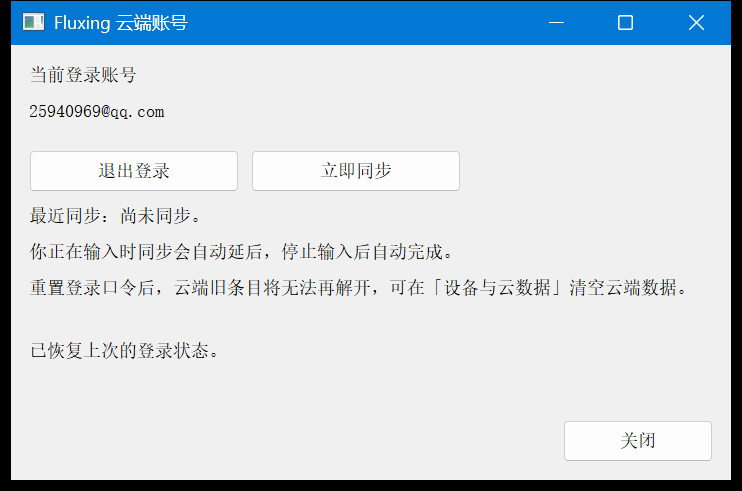 Fluxing 云端账号
当前登录账号
25940969@qq.com
退出登录
立即同步
最近同步：尚未同步。
你正在输入时同步会自动延后，停止输入后自动完成。
重置登录口令后，云端旧条目将无法再解开，可在「设备与云数据」清空云端数据。
已恢复上次的登录状态。
关闭